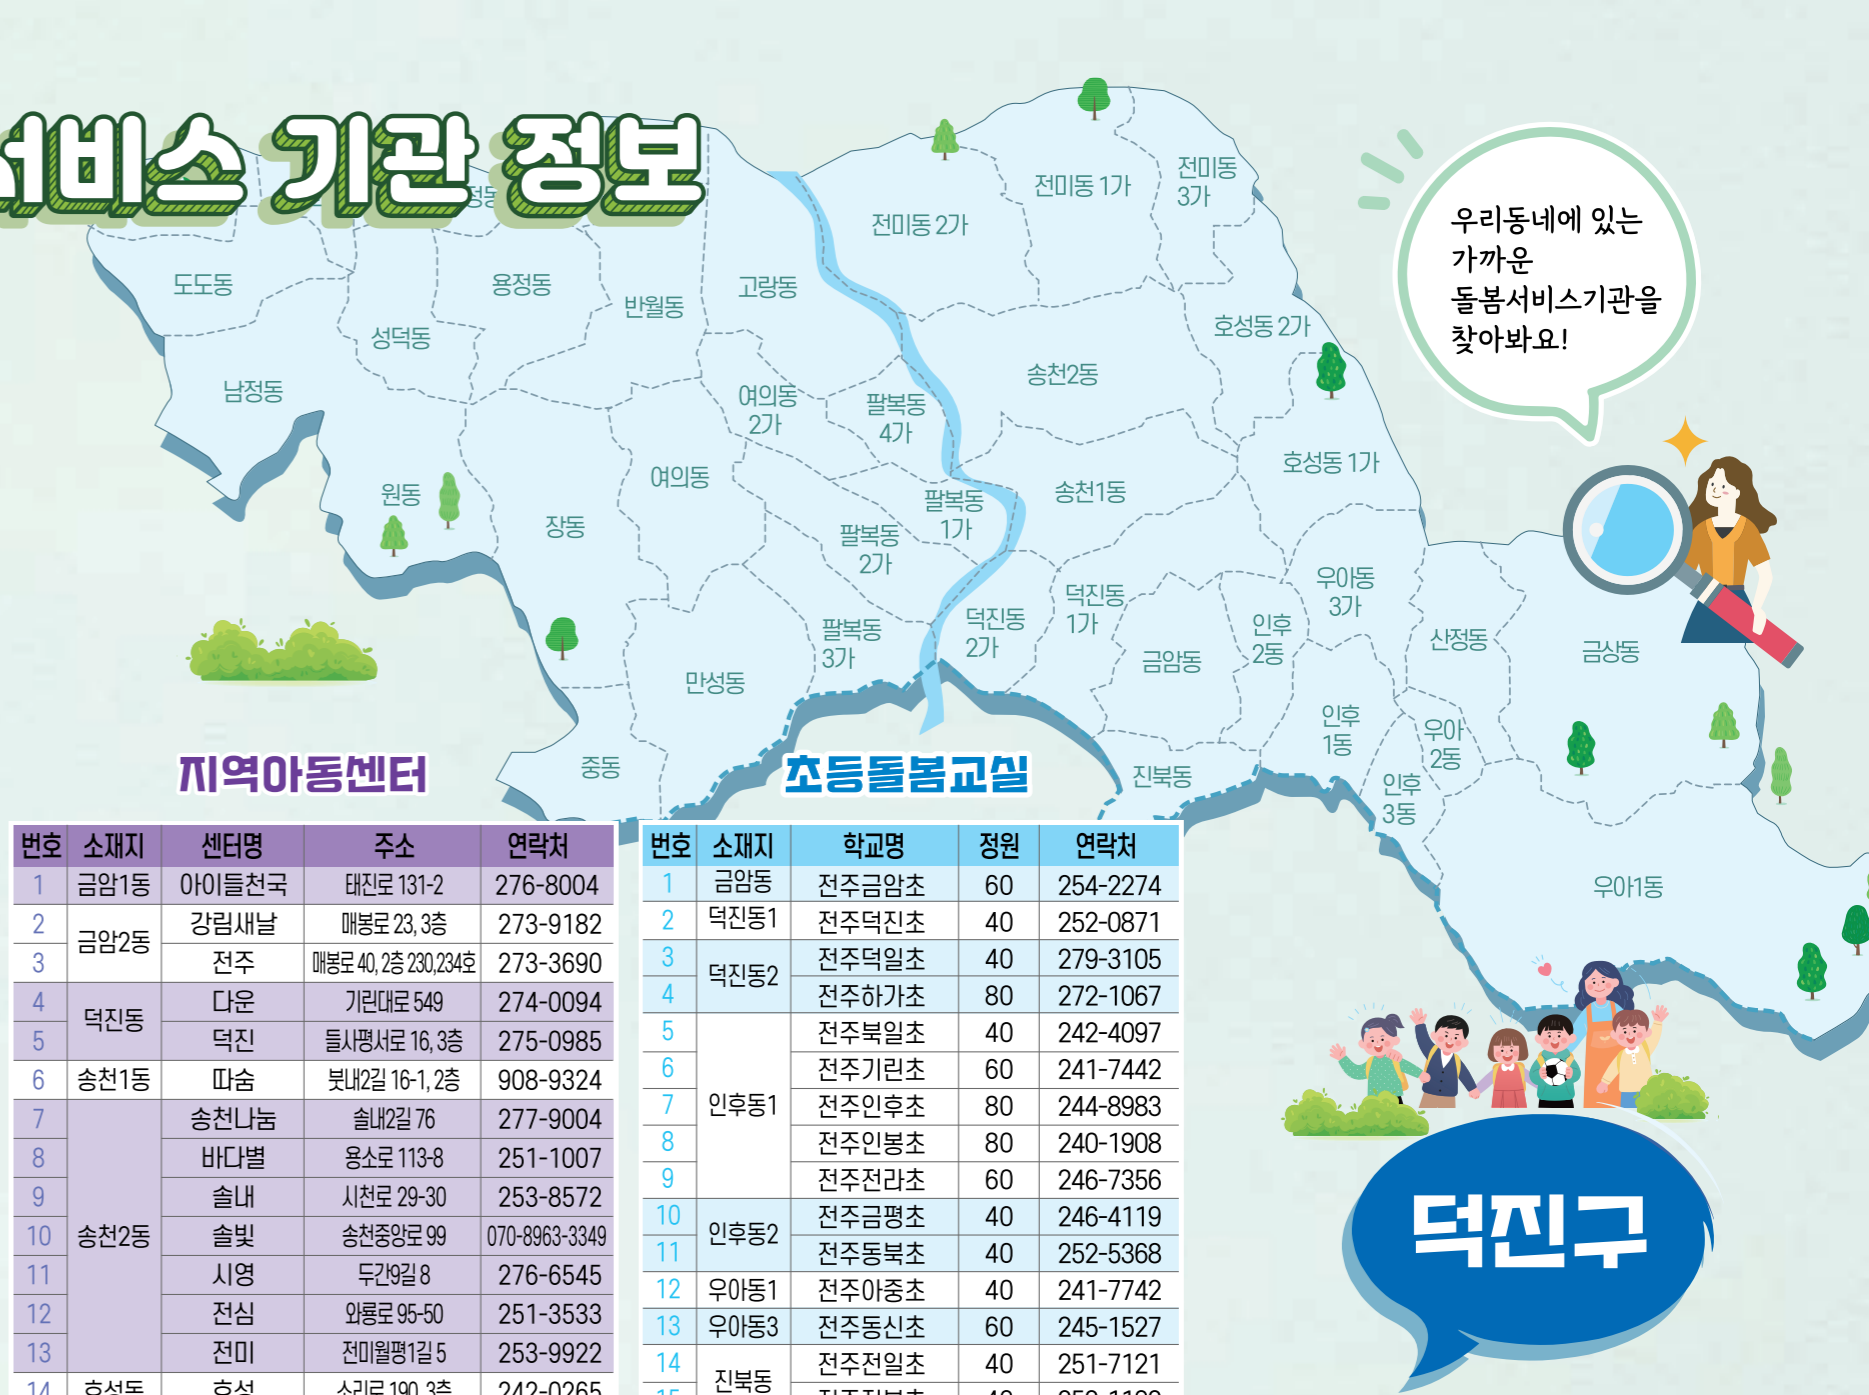 서비스 기관 정보
전미동 1가
전미동
3가
전미동 2가
도도동
용정동
반월동
고랑동
성덕동
호성동 2가
남정동
여의동
2가
팔복동
4가
송천2동
호성동 1가
원동
여의동
장동
팔복동
1가
송천1동
팔복동
2가
우아동
3가
팔복동
3가
덕진동
2가
덕진동
1가
금암동
인후
2동
산정동
금상동
만성동
중동
진북동
인후
1동
우아
2동
인후
3동
우아1동
우리동네에 있는
가까운
돌봄서비스기관을
찾아봐요!
지역아동센터
번호 소재지 센터명 주소 연락처
1 금암1동 아이들천국 태진로 131-2 276-8004
2 금암2동 강림새날 매봉로 23, 3층 273-9182
3 전주 매봉로 40, 2층 230,234호 273-3690
4 덕진동 다운 기린대로 549 274-0094
5 덕진 들사평서로 16, 3층 275-0985
6 송천1동 따숨 붓내2길 16-1, 2층 908-9324
7 송천2동 송천나눔 솔내2길 76 277-9004
8 바다별 용소로 113-8 251-1007
9 솔내 시천로 29-30 253-8572
10 솔빛 송천중앙로 99 070-8963-3349
11 시영 두간9길 8 276-6545
12 전심 와룡로 95-50 251-3533
13 전미 전미월평1길 5 253-9922
14 호성동 호성 소리로 190, 3층 242-0265
초등돌봄교실
번호 소재지 학교명 정원 연락처
1 금암동 전주금암초 60 254-2274
2 덕진동1 전주덕진초 40 252-0871
3 덕진동2 전주덕일초 40 279-3105
4 전주하가초 80 272-1067
5 인후동1 전주북일초 40 242-4097
6 전주기린초 60 241-7442
7 전주인후초 80 244-8983
8 전주인봉초 80 240-1908
9 전주전라초 60 246-7356
10 인후동2 전주금평초 40 246-4119
11 전주동북초 40 252-5368
12 우아동1 전주아중초 40 241-7742
13 우아동3 전주동신초 60 245-1527
14 진북동 전주전일초 40 251-7121
덕진구